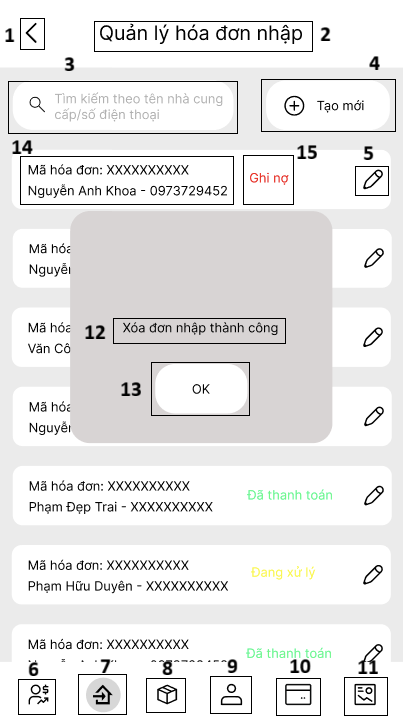 1
Quản lý hóa đơn nhập
2
3
4
Tìm kiếm theo tên nhà cung
cấp/số điện thoại
Tạo mới
14
15
5
Mã hóa đơn: XXXXXXXXXX
Nguyễn Anh Khoa - 0973729452
Ghi nợ
Mã hóa
Nguyễn
Mã hóa
Văn Cô
12
Xóa đơn nhập thành công
13
OK
Mã hóa
Nguyễn
Mã hóa đơn: XXXXXXXXXX
Phạm Đẹp Trai - XXXXXXXXXX
Đã thanh toán
Mã hóa đơn: XXXXXXXXXX
Phạm Hữu Duyên - XXXXXXXXXX
Đang xử lý
Mã hóa đơn: XXXXXXXXXX
Đã thanh toán
6
7
8
9
10
11